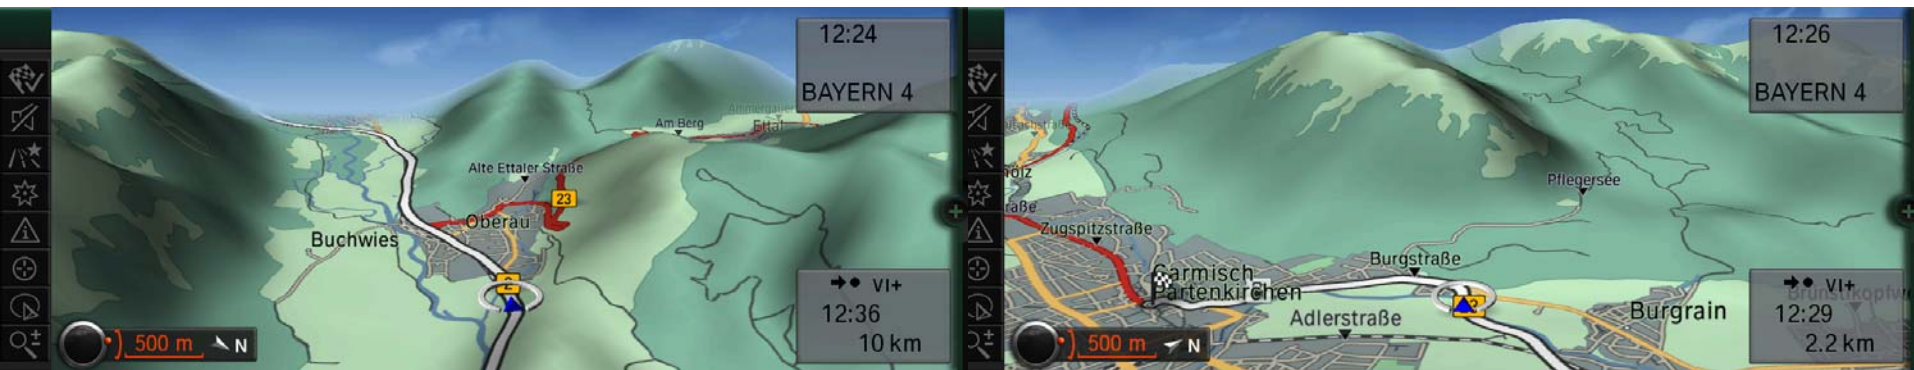 12:24
BAYERN 4
Ammergauer
Am Berg
Ettal
Alte Ettaler Straße
23
Oberau
Buchwies
2
VI+
12:36
10 km
500 m
N
12:26
BAYERN 4
Pflegersee
raße
Zugspitzstraße
Burgstraße
Garmisch
Partenkirchen
Adlerstraße
Burgrain
VI+
12:29
2.2 km
500 m
N